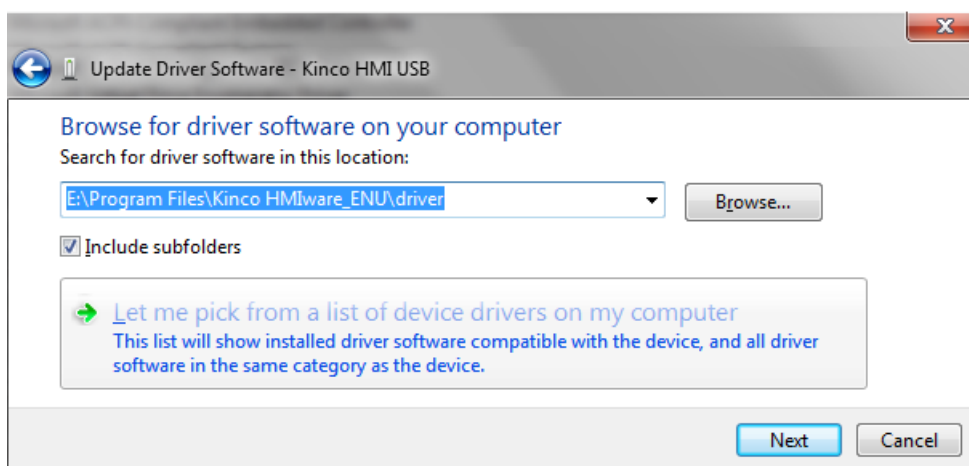 Update Driver Software - Kinco HMI USB
Browse for driver software on your computer
Search for driver software in this location:
E:\Program Files\Kinco HMIware_ENU\driver
Browse...
Include subfolders
Let me pick from a list of device drivers on my computer
This list will show installed driver software compatible with the device, and all driver
software in the same category as the device.
Next
Cancel